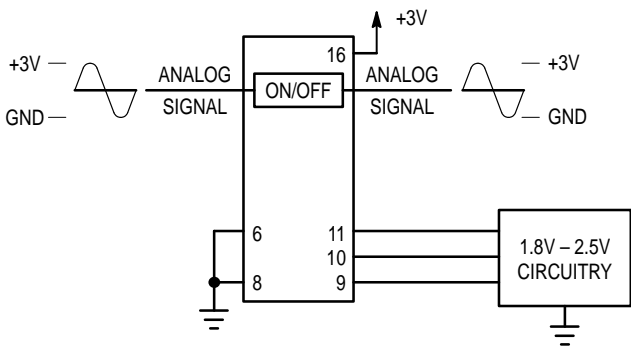 +3V
16
+3V
ANALOG
SIGNAL
ON/OFF
ANALOG
SIGNAL
+3V
GND
GND
6
11
10
8
9
1.8V – 2.5V
CIRCUITRY